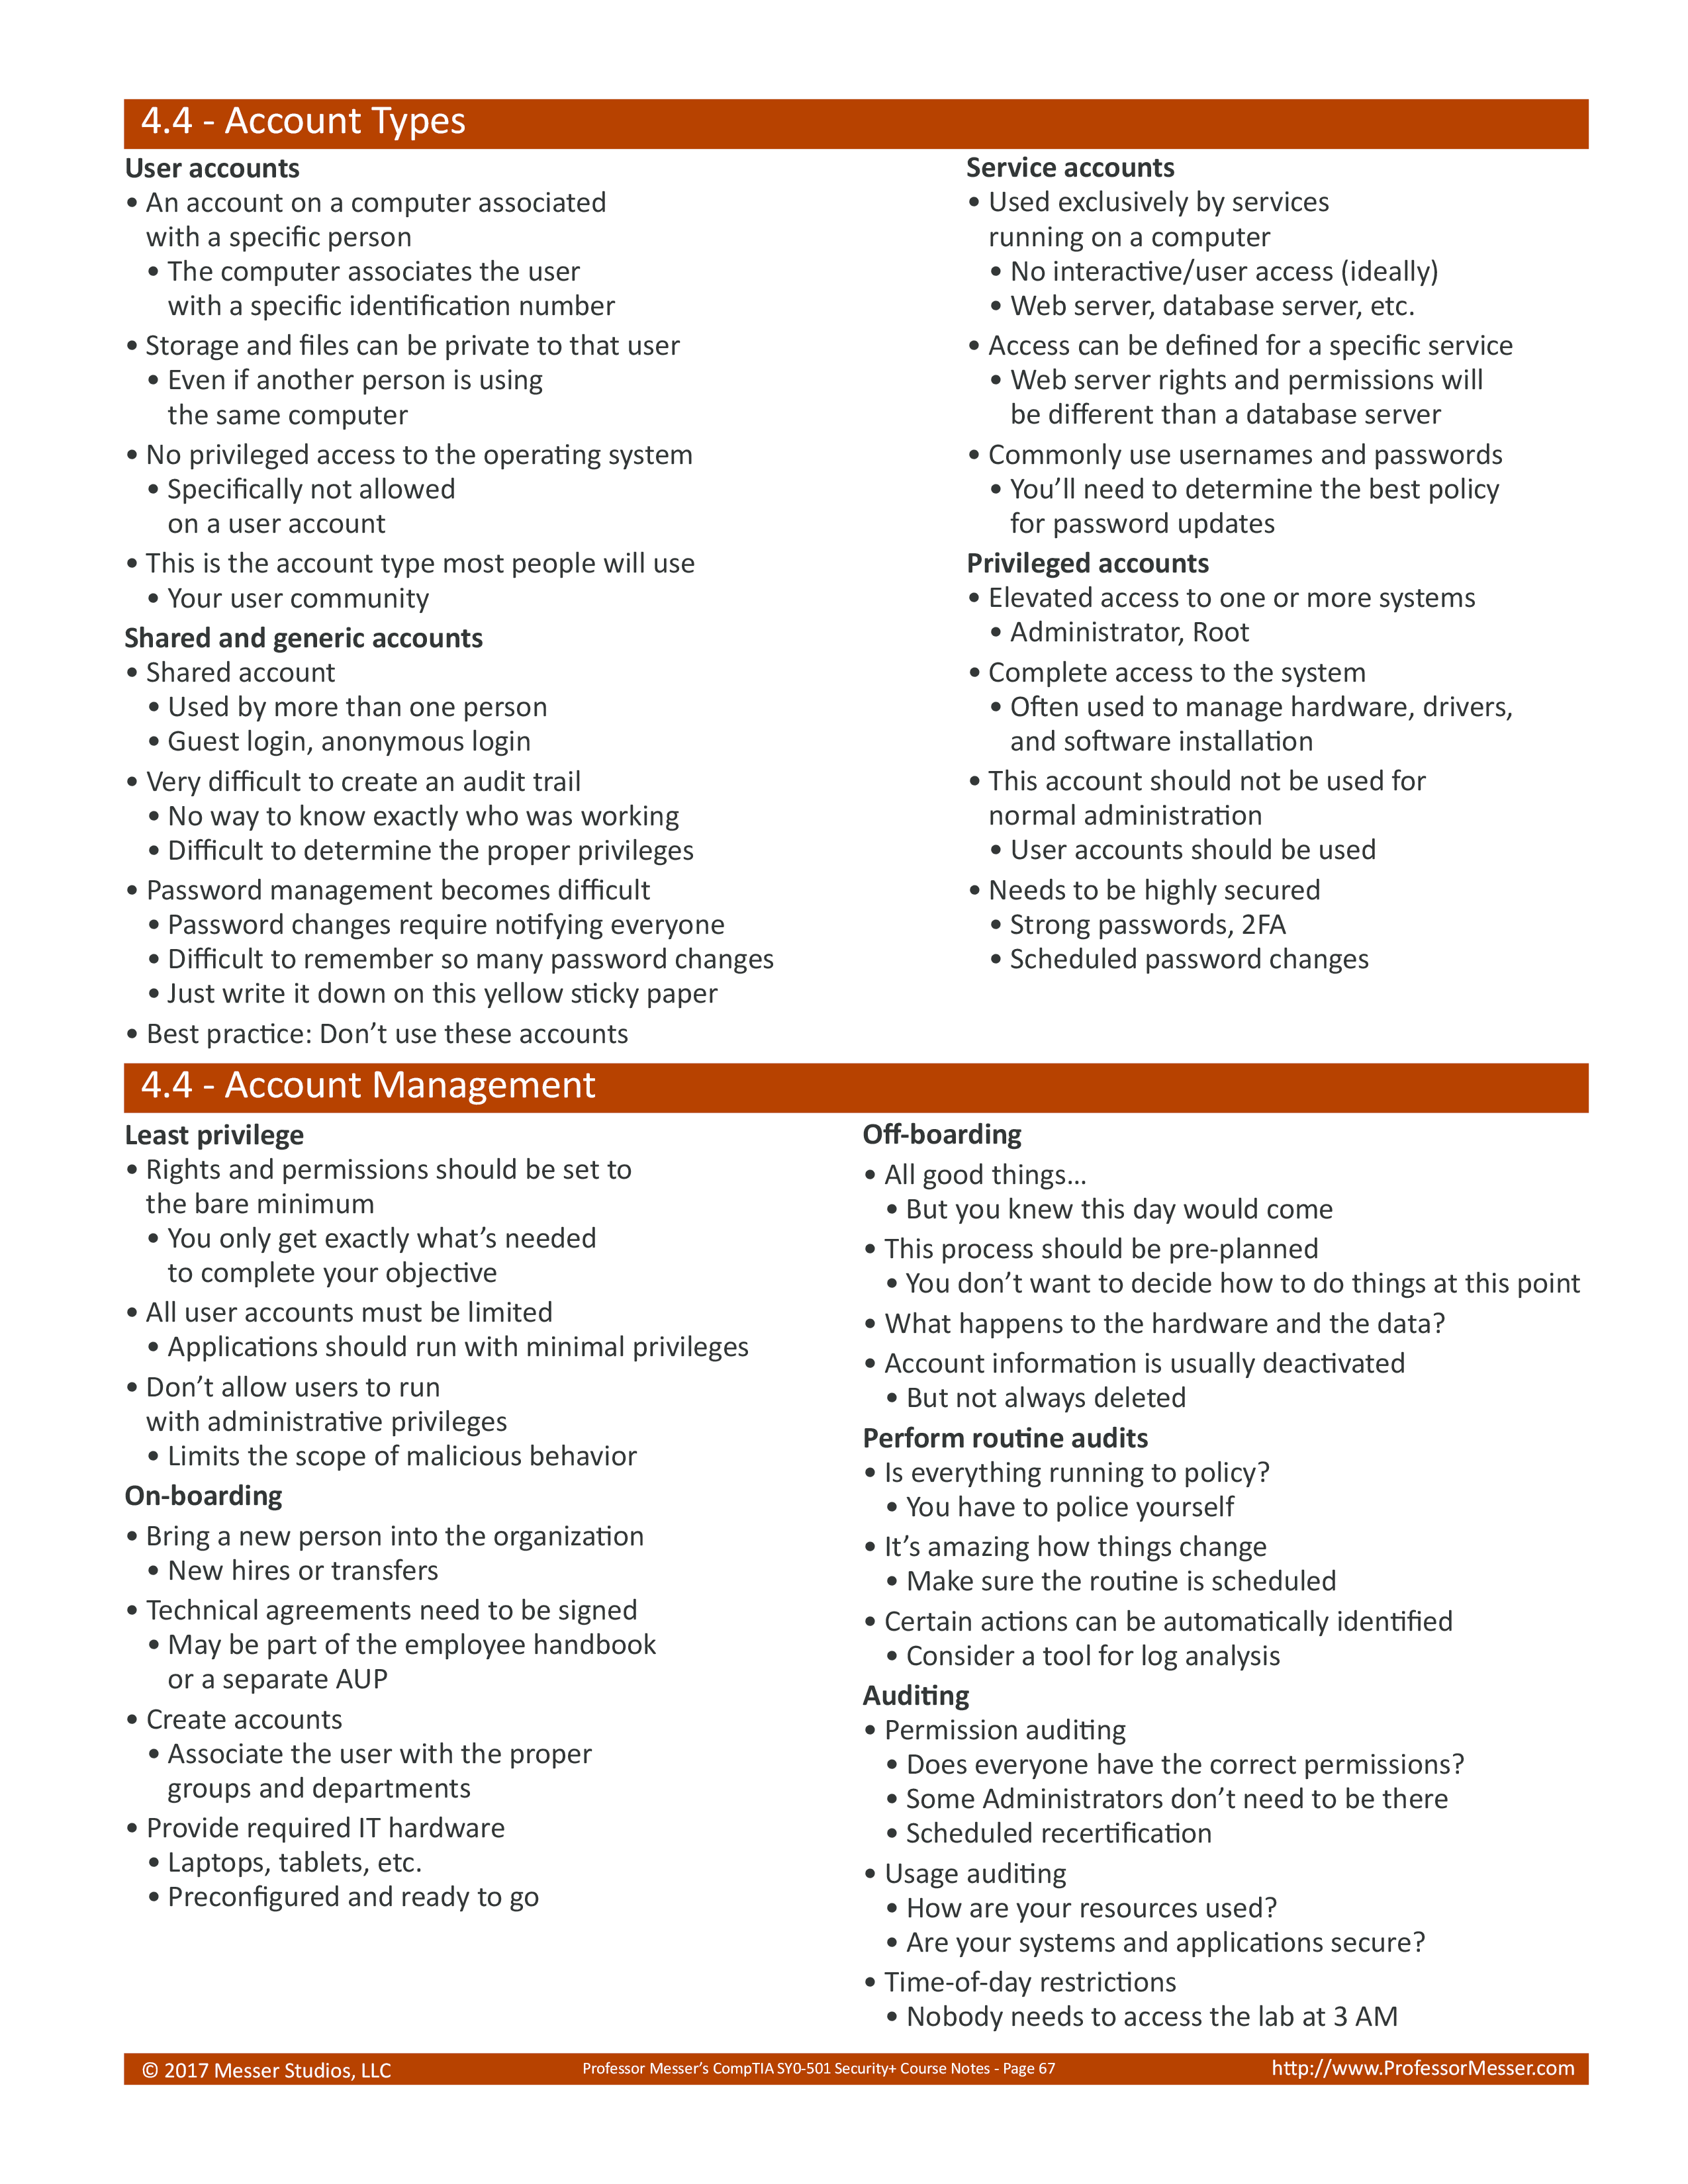 4.4 - Account Types
User accounts
• An account on a computer associated
with a specific person
• The computer associates the user
with a specific identification number
• Storage and files can be private to that user
• Even if another person is using
the same computer
• No privileged access to the operating system
• Specifically not allowed
on a user account
• This is the account type most people will use
• Your user community
Shared and generic accounts
• Shared account
• Used by more than one person
• Guest login, anonymous login
• Very difficult to create an audit trail
• No way to know exactly who was working
• Difficult to determine the proper privileges
• Password management becomes difficult
• Password changes require notifying everyone
• Difficult to remember so many password changes
• Just write it down on this yellow sticky paper
• Best practice: Don’t use these accounts
Service accounts
• Used exclusively by services
running on a computer
• No interactive/user access (ideally)
• Web server, database server, etc.
• Access can be defined for a specific service
• Web server rights and permissions will
be different than a database server
• Commonly use usernames and passwords
• You’ll need to determine the best policy
for password updates
Privileged accounts
• Elevated access to one or more systems
• Administrator, Root
• Complete access to the system
• Often used to manage hardware, drivers,
and software installation
• This account should not be used for
normal administration
• User accounts should be used
• Needs to be highly secured
• Strong passwords, 2FA
• Scheduled password changes
4.4 - Account Management
Least privilege
• Rights and permissions should be set to
the bare minimum
• You only get exactly what’s needed
to complete your objective
• All user accounts must be limited
• Applications should run with minimal privileges
• Don’t allow users to run
with administrative privileges
• Limits the scope of malicious behavior
On-boarding
• Bring a new person into the organization
• New hires or transfers
• Technical agreements need to be signed
• May be part of the employee handbook
or a separate AUP
• Create accounts
• Associate the user with the proper
groups and departments
• Provide required IT hardware
• Laptops, tablets, etc.
• Preconfigured and ready to go
Off-boarding
• All good things…
• But you knew this day would come
• This process should be pre-planned
• You don’t want to decide how to do things at this point
• What happens to the hardware and the data?
• Account information is usually deactivated
• But not always deleted
Perform routine audits
• Is everything running to policy?
• You have to police yourself
• It’s amazing how things change
• Make sure the routine is scheduled
• Certain actions can be automatically identified
• Consider a tool for log analysis
Auditing
• Permission auditing
• Does everyone have the correct permissions?
• Some Administrators don’t need to be there
• Scheduled recertification
• Usage auditing
• How are your resources used?
• Are your systems and applications secure?
• Time-of-day restrictions
• Nobody needs to access the lab at 3 AM
© 2017 Messer Studios, LLC
Professor Messer’s CompTIA SY0-501 Security+ Course Notes - Page 67
http://www.ProfessorMesser.com